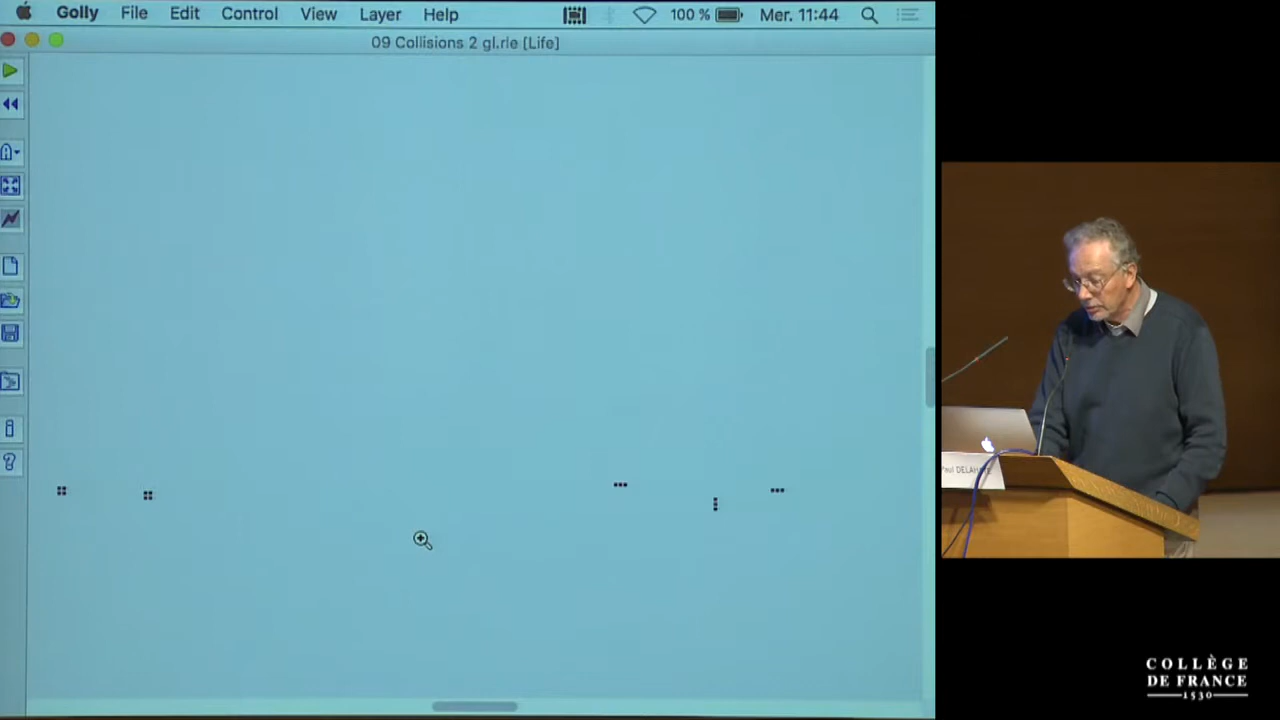 Golly File Edit Control View Layer Help 100 % Mer. 11:44
09 Collisions 2 gl.rle [Life]
Paul
COLLÈGE
DE FRANCE
1530